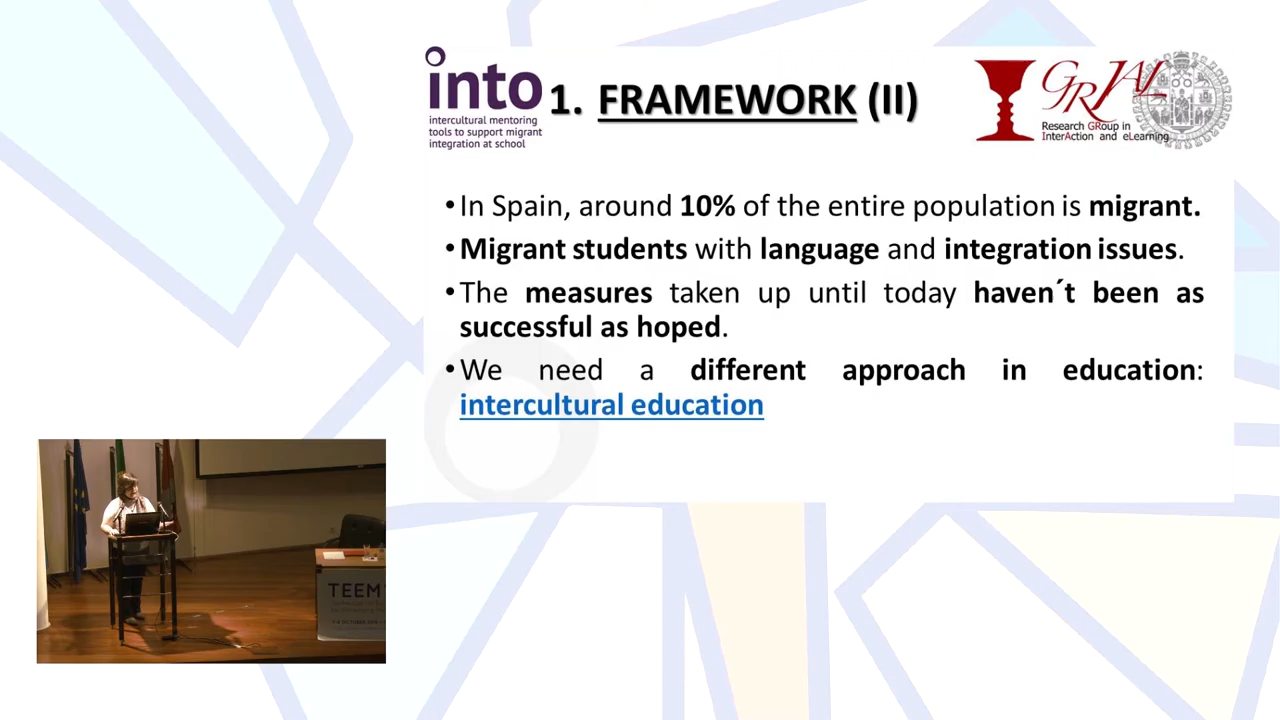 into
intercultural mentoring
tools to support migrant
integration at school
1. FRAMEWORK (II)
GRIAL
Research GRoup in
InterAction and eLearning
•In Spain, around 10% of the entire population is migrant.
•Migrant students with language and integration issues.
•The measures taken up until today haven´t been as
successful as hoped.
•We need a different approach in education:
intercultural education
TEEM